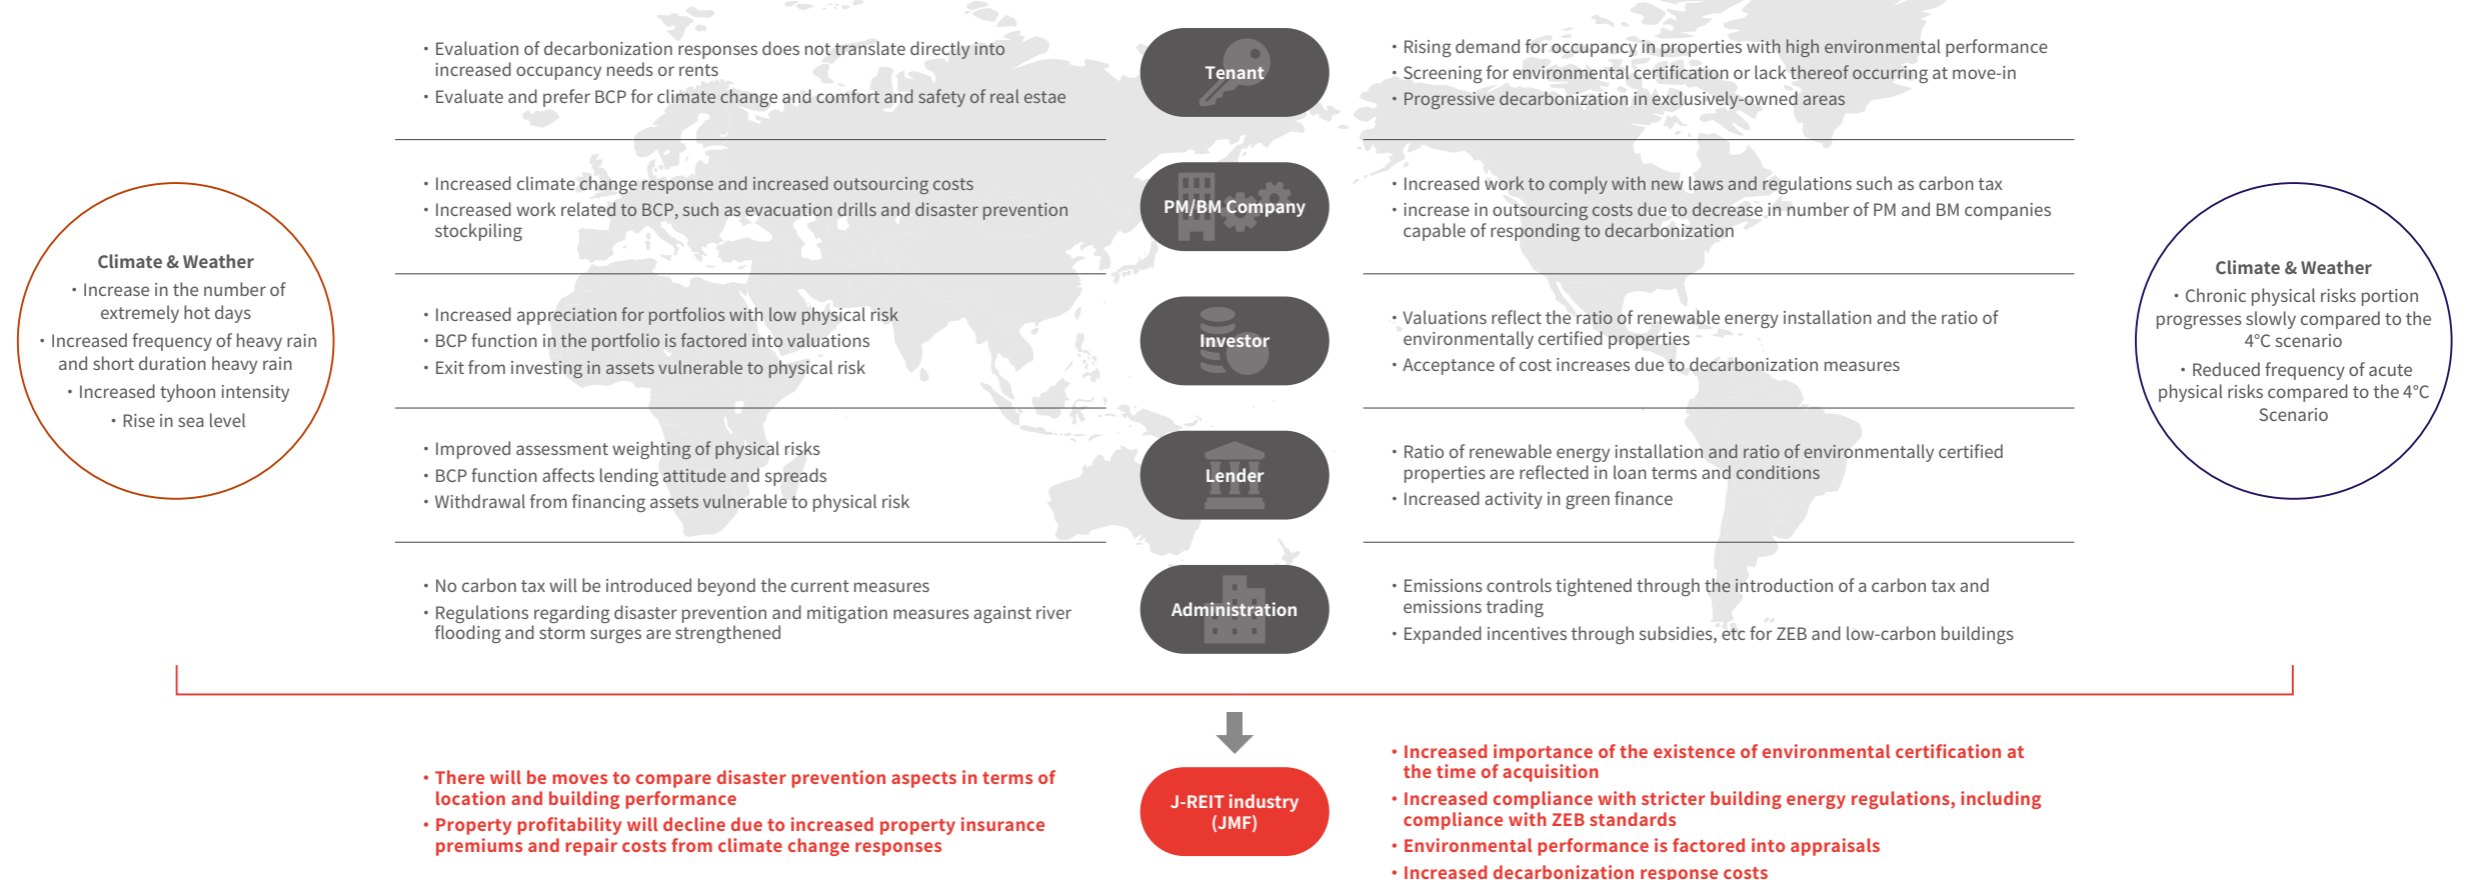 Climate & Weather
・Increase in the number of
extremely hot days
・Increased frequency of heavy rain
and short duration heavy rain
・Increased tyhoon intensity
・Rise in sea level
・Evaluation of decarbonization responses does not translate directly into
increased occupancy needs or rents
・Evaluate and prefer BCP for climate change and comfort and safety of real estae
Tenant
・Rising demand for occupancy in properties with high environmental performance
・Screening for environmental certification or lack thereof occurring at move-in
・Progressive decarbonization in exclusively-owned areas
・Increased climate change response and increased outsourcing costs
・Increased work related to BCP, such as evacuation drills and disaster prevention
stockpiling
PM/BM Company
・Increased work to comply with new laws and regulations such as carbon tax
・increase in outsourcing costs due to decrease in number of PM and BM companies
capable of responding to decarbonization
・Increased appreciation for portfolios with low physical risk
・BCP function in the portfolio is factored into valuations
・Exit from investing in assets vulnerable to physical risk
Investor
・Valuations reflect the ratio of renewable energy installation and the ratio of
environmentally certified properties
・Acceptance of cost increases due to decarbonization measures
・Improved assessment weighting of physical risks
・BCP function affects lending attitude and spreads
・Withdrawal from financing assets vulnerable to physical risk
Lender
・Ratio of renewable energy installation and ratio of environmentally certified
properties are reflected in loan terms and conditions
・Increased activity in green finance
・No carbon tax will be introduced beyond the current measures
・Regulations regarding disaster prevention and mitigation measures against river
flooding and storm surges are strengthened
Administration
・Emissions controls tightened through the introduction of a carbon tax and
emissions trading
・Expanded incentives through subsidies, etc for ZEB and low-carbon buildings
Climate & Weather
・Chronic physical risks portion
progresses slowly compared to the
4℃ scenario
・Reduced frequency of acute
physical risks compared to the 4℃
Scenario
・There will be moves to compare disaster prevention aspects in terms of
location and building performance
・Property profitability will decline due to increased property insurance
premiums and repair costs from climate change responses
J-REIT industry
(JMF)
・Increased importance of the existence of environmental certification at
the time of acquisition
・Increased compliance with stricter building energy regulations, including
compliance with ZEB standards
・Environmental performance is factored into appraisals
・Increased decarbonization response costs